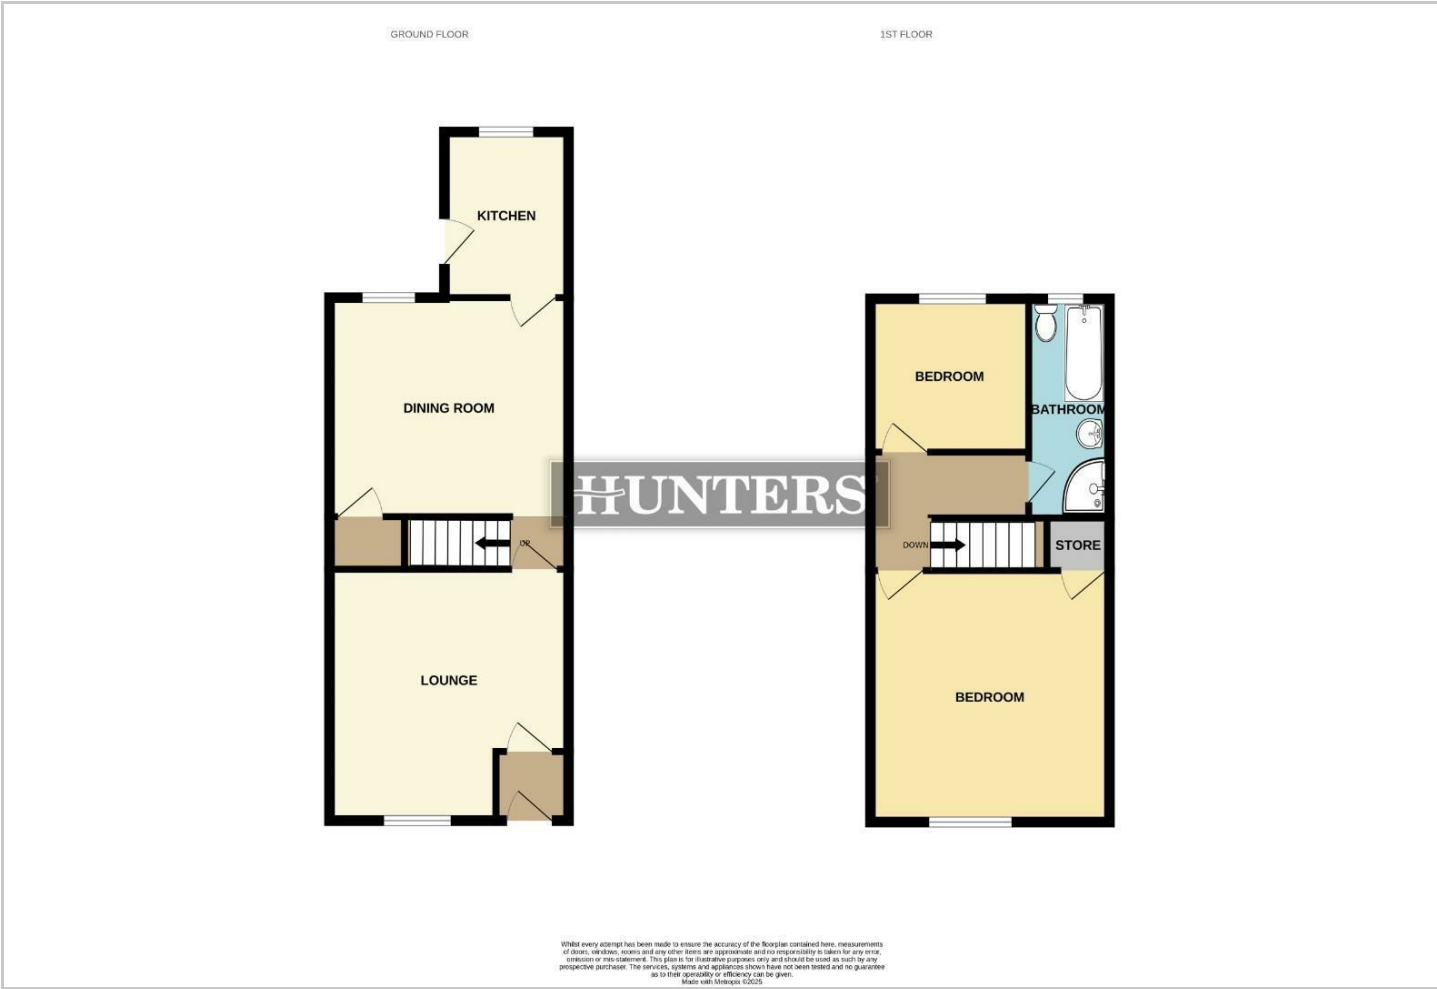 GROUND FLOOR
1ST FLOOR
KITCHEN
DINING ROOM
UP
LOUNGE
BEDROOM
BATHROOM
DOWN
STORE
BEDROOM
HUNTERS
Whilst every attempt has been made to ensure the accuracy of the floorplan contained here, measurements
of doors, windows, rooms and any other items are approximate and no responsibility is taken for any error,
omission or mis-statement. This plan is for illustrative purposes only and should be used as such by any
prospective purchaser. The services, systems and appliances shown have not been tested and no guarantee
as to their operability or efficiency can be given.
Made with Metropix ©2025